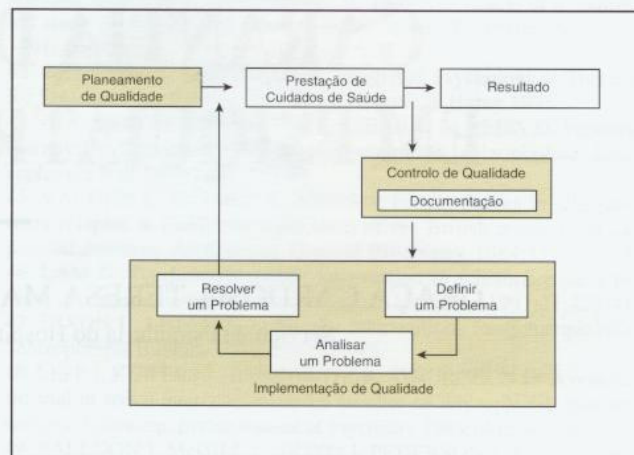 Planeamento
de Qualidade
Prestação de
Cuidados de Saúde
Resultado
Controlo de Qualidade
Documentação
Resolver
um Problema
Definir
um Problema
Analisar
um Problema
Implementação de Qualidade